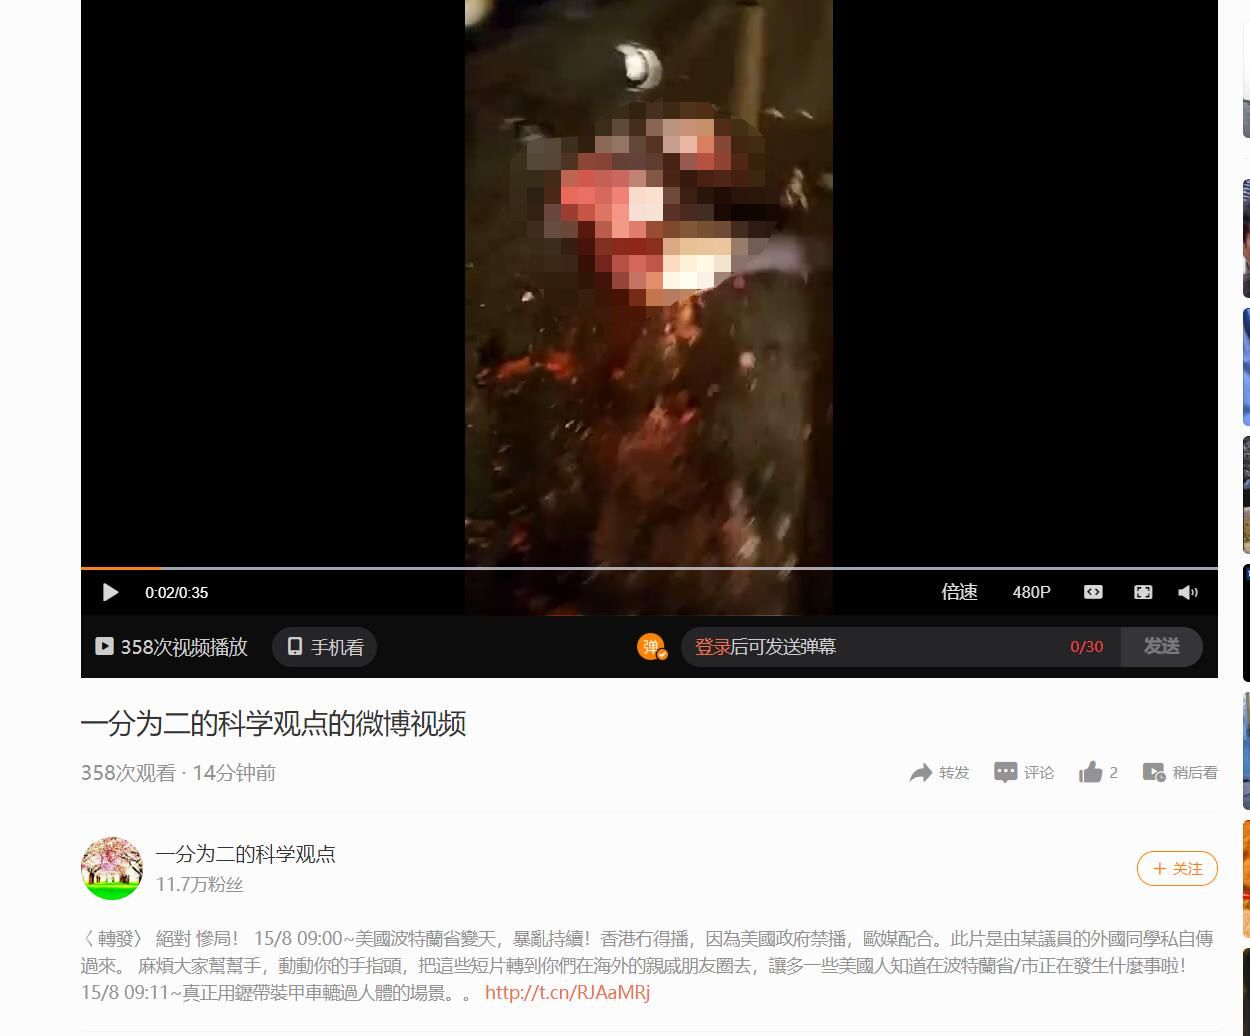 0:02/0:35
倍速
480P
358次视频播放
手机看
弹
登录后可发送弹幕
0/30
发送
一分为二的科学观点的微博视频
358次观看 · 14分钟前
转发
评论
2
稍后看
一分为二的科学观点
11.7万粉丝
+ 关注
〈 轉發〉 絕對 慘局！ 15/8 09:00~美國波特蘭省變天，暴亂持續！香港冇得播，因為美國政府禁播，歐媒配合。此片是由某議員的外國同學私自傳
過來。 麻煩大家幫幫手，動動你的手指頭，把這些短片轉到你們在海外的親戚朋友圈去，讓多一些美國人知道在波特蘭省/市正在發生什麼事啦！
15/8 09:11~真正用鏗帶裝甲車轆過人體的場景。。 http://t.cn/RJAaMRj